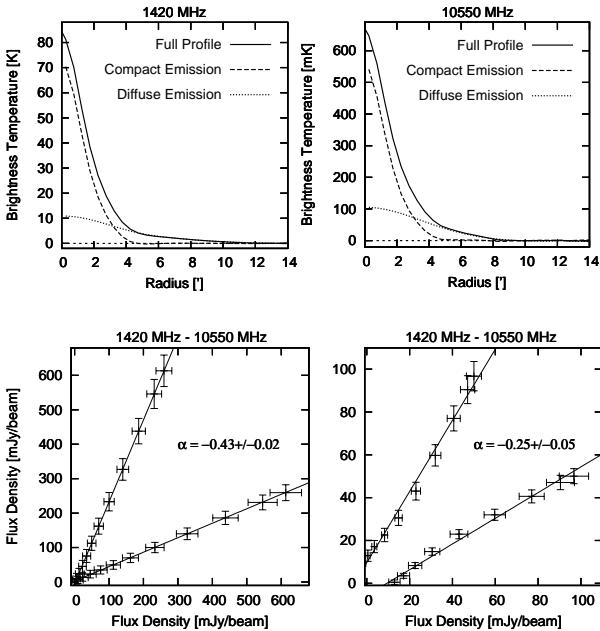 1420 MHz
Brightness Temperature [K]
80
70
60
50
40
30
20
10
0
Full Profile
Compact Emission
Diffuse Emission
0 2 4 6 8 10 12 14
Radius [']
10550 MHz
Brightness Temperature [mK]
600
500
400
300
200
100
0
Full Profile
Compact Emission
Diffuse Emission
0 2 4 6 8 10 12 14
Radius [']
1420 MHz - 10550 MHz
Flux Density [mJy/beam]
600
500
400
300
200
100
0
α = −0.43+/−0.02
0 100 200 300 400 500 600
Flux Density [mJy/beam]
1420 MHz - 10550 MHz
100
80
60
40
20
0
α = −0.25+/−0.05
0 20 40 60 80 100
Flux Density [mJy/beam]